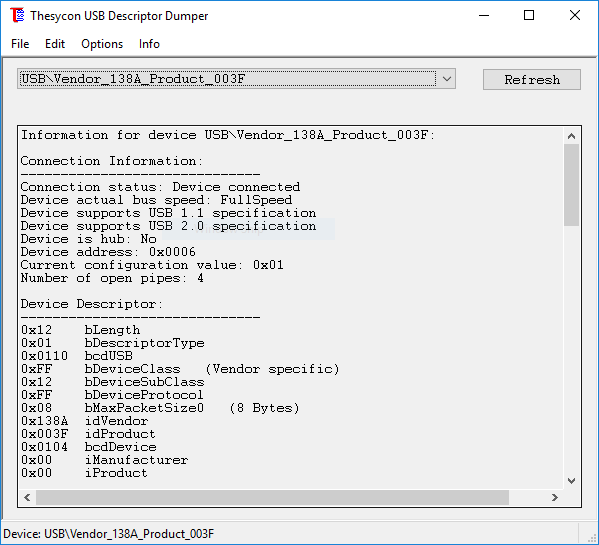 Thesycon USB Descriptor Dumper
File Edit Options Info
USB\Vendor_138A_Product_003F
Refresh
Information for device USB\Vendor_138A_Product_003F:
Connection Information:
------------------------------
Connection status: Device connected
Device actual bus speed: FullSpeed
Device supports USB 1.1 specification
Device supports USB 2.0 specification
Device is hub: No
Device address: 0x0006
Current configuration value: 0x01
Number of open pipes: 4
Device Descriptor:
------------------------------
0x12 bLength
0x01 bDescriptorType
0x0110 bcdUSB
0xFF bDeviceClass (Vendor specific)
0x12 bDeviceSubClass
0xFF bDeviceProtocol
0x08 bMaxPacketSize0 (8 Bytes)
0x138A idVendor
0x003F idProduct
0x0104 bcdDevice
0x00 iManufacturer
0x00 iProduct
Device: USB\Vendor_138A_Product_003F